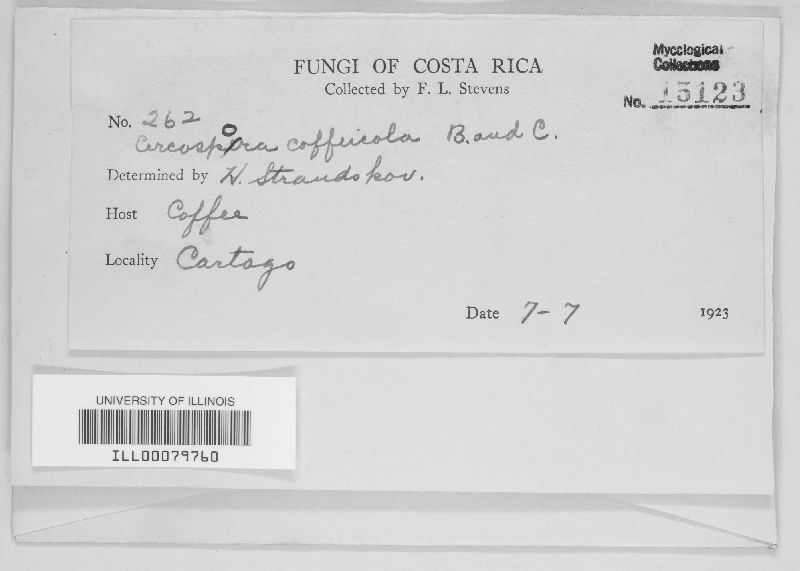 FUNGI OF COSTA RICA
Collected by F. L. Stevens
Mycological
Collections
No. 15123
No. 262
Cercospora coffeicola B. and C.
Determined by H. Strandskov.
Host Coffee
Locality Cartago
Date 7-7 1923
UNIVERSITY OF ILLINOIS
ILL00079760